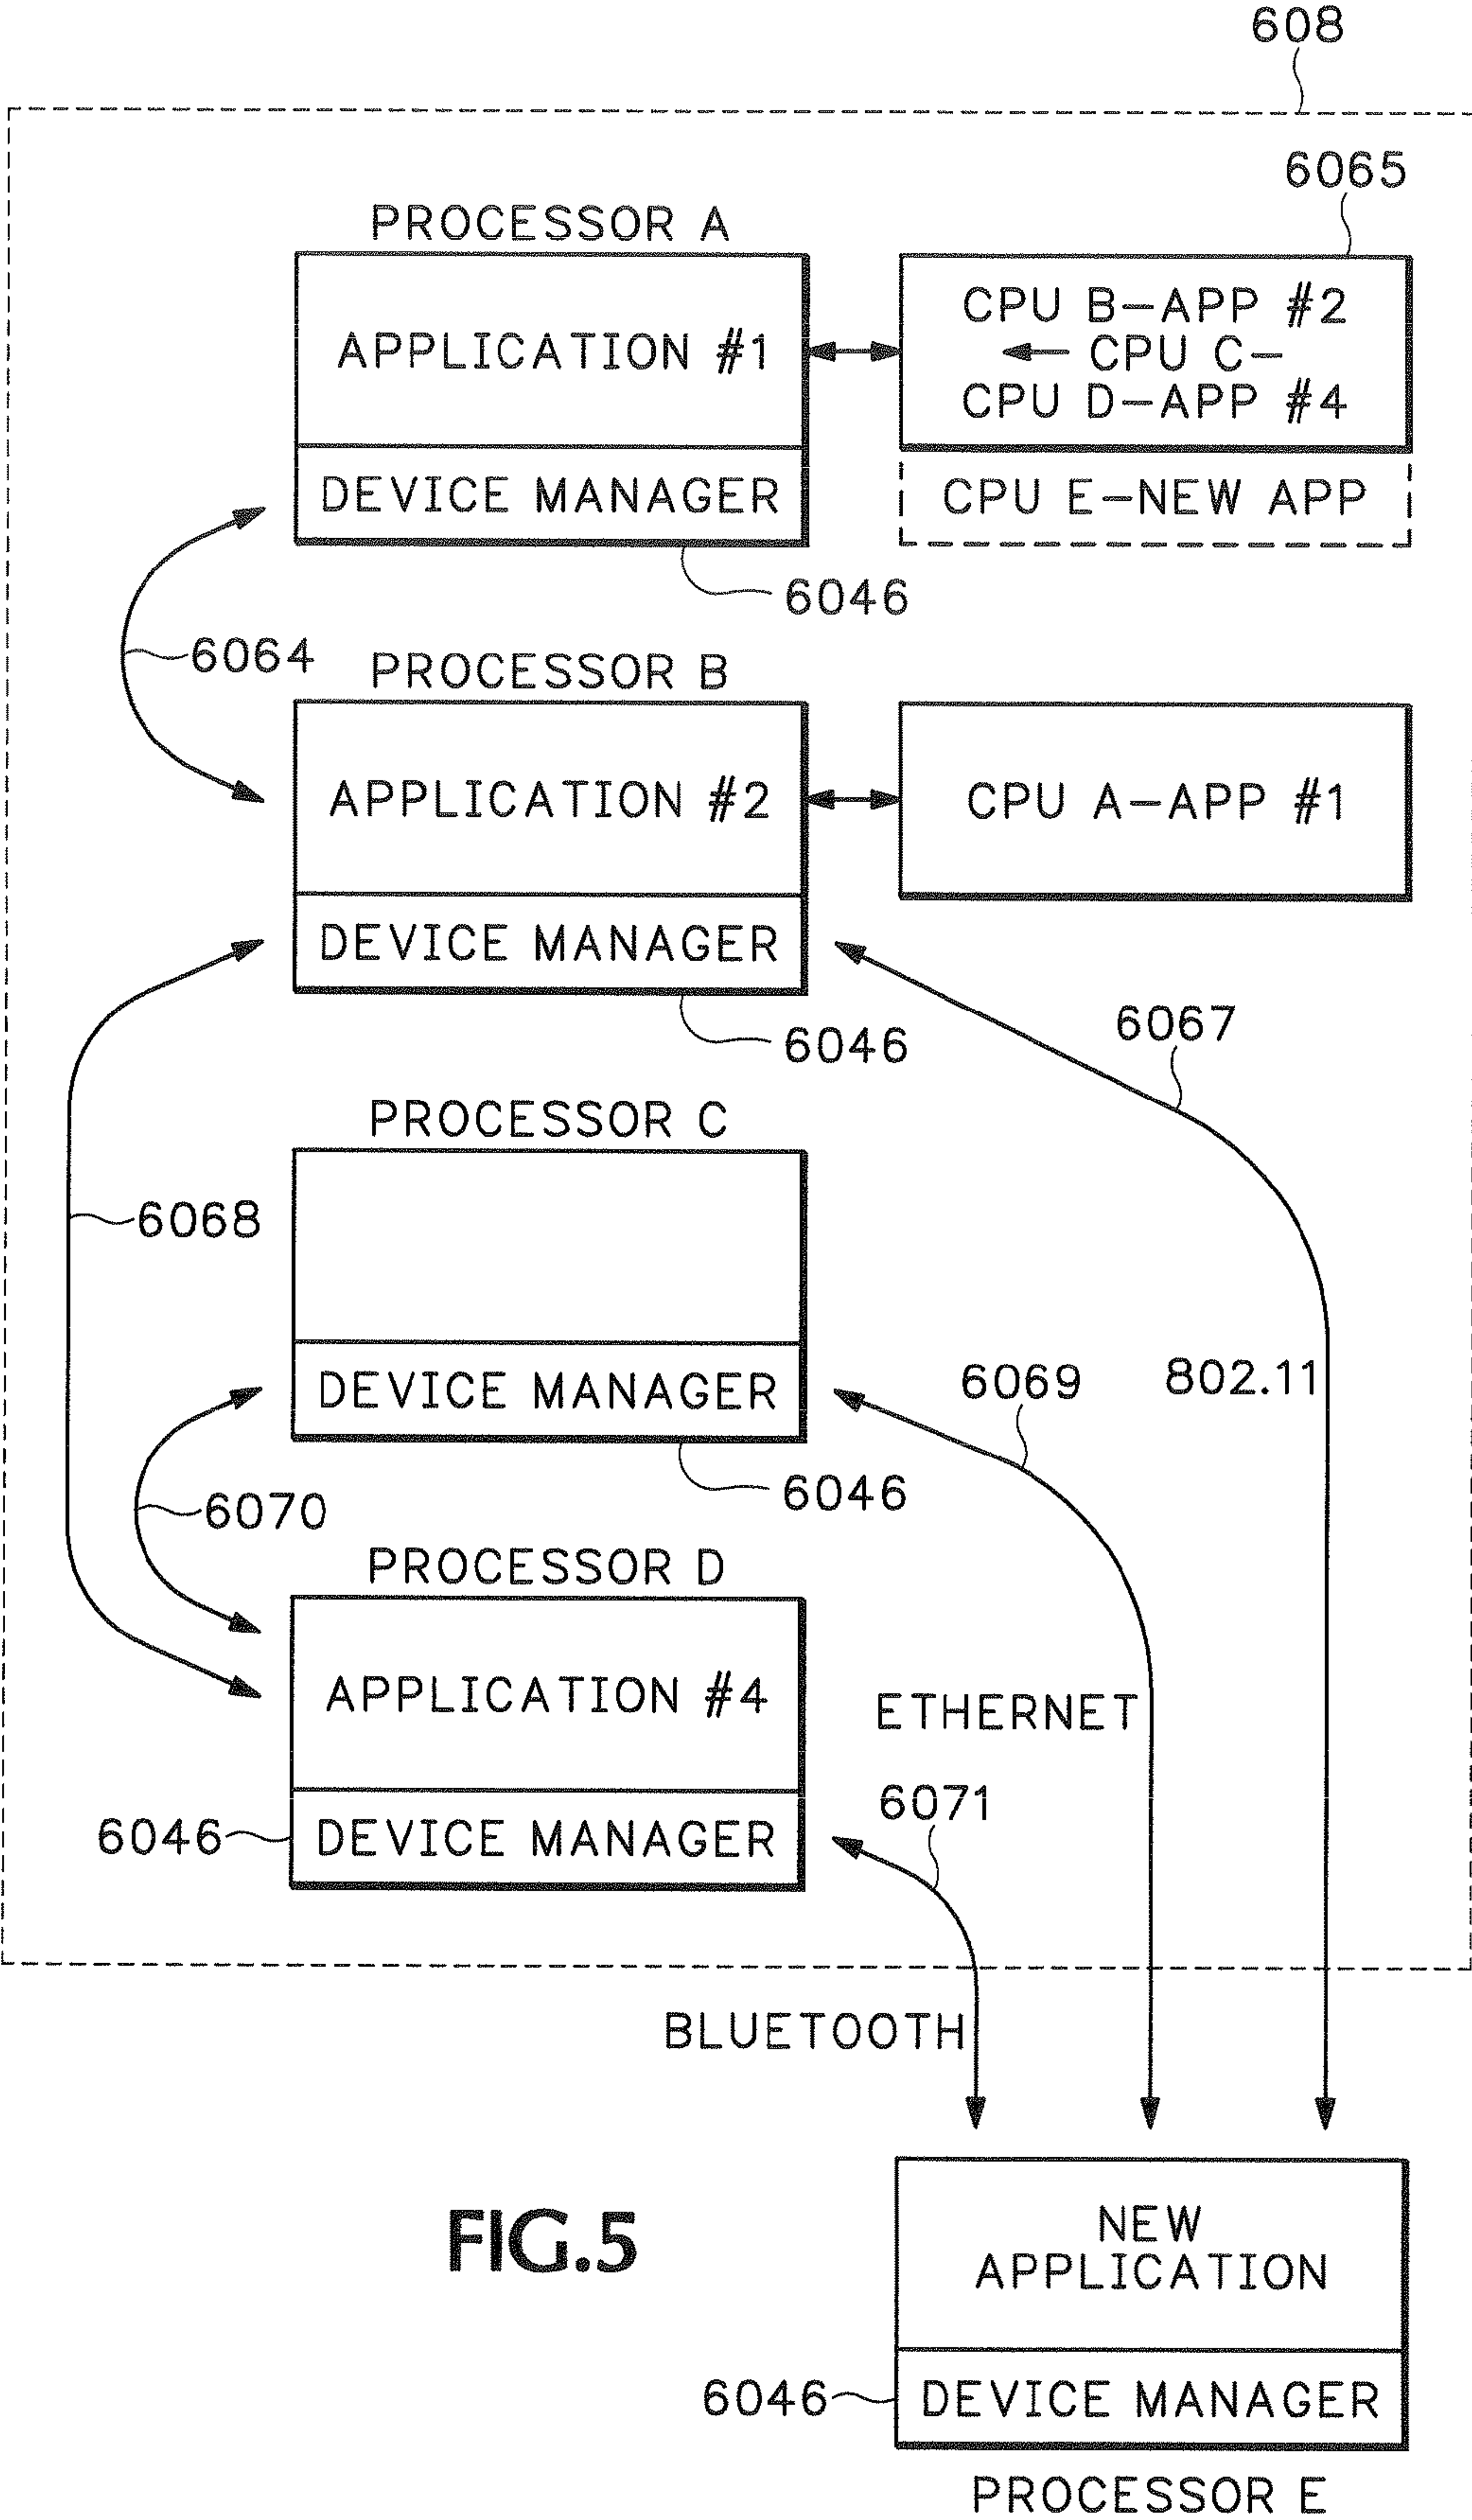 608
6065
PROCESSOR A
APPLICATION #1
DEVICE MANAGER
6046
CPU B-APP #2
← CPU C-
CPU D-APP #4
CPU E-NEW APP
6064
PROCESSOR B
APPLICATION #2
DEVICE MANAGER
6046
CPU A-APP #1
6067
PROCESSOR C
DEVICE MANAGER
6046
6068
6069
802.11
6070
PROCESSOR D
APPLICATION #4
6046
DEVICE MANAGER
ETHERNET
6071
BLUETOOTH
FIG.5
NEW
APPLICATION
6046
DEVICE MANAGER
PROCESSOR E